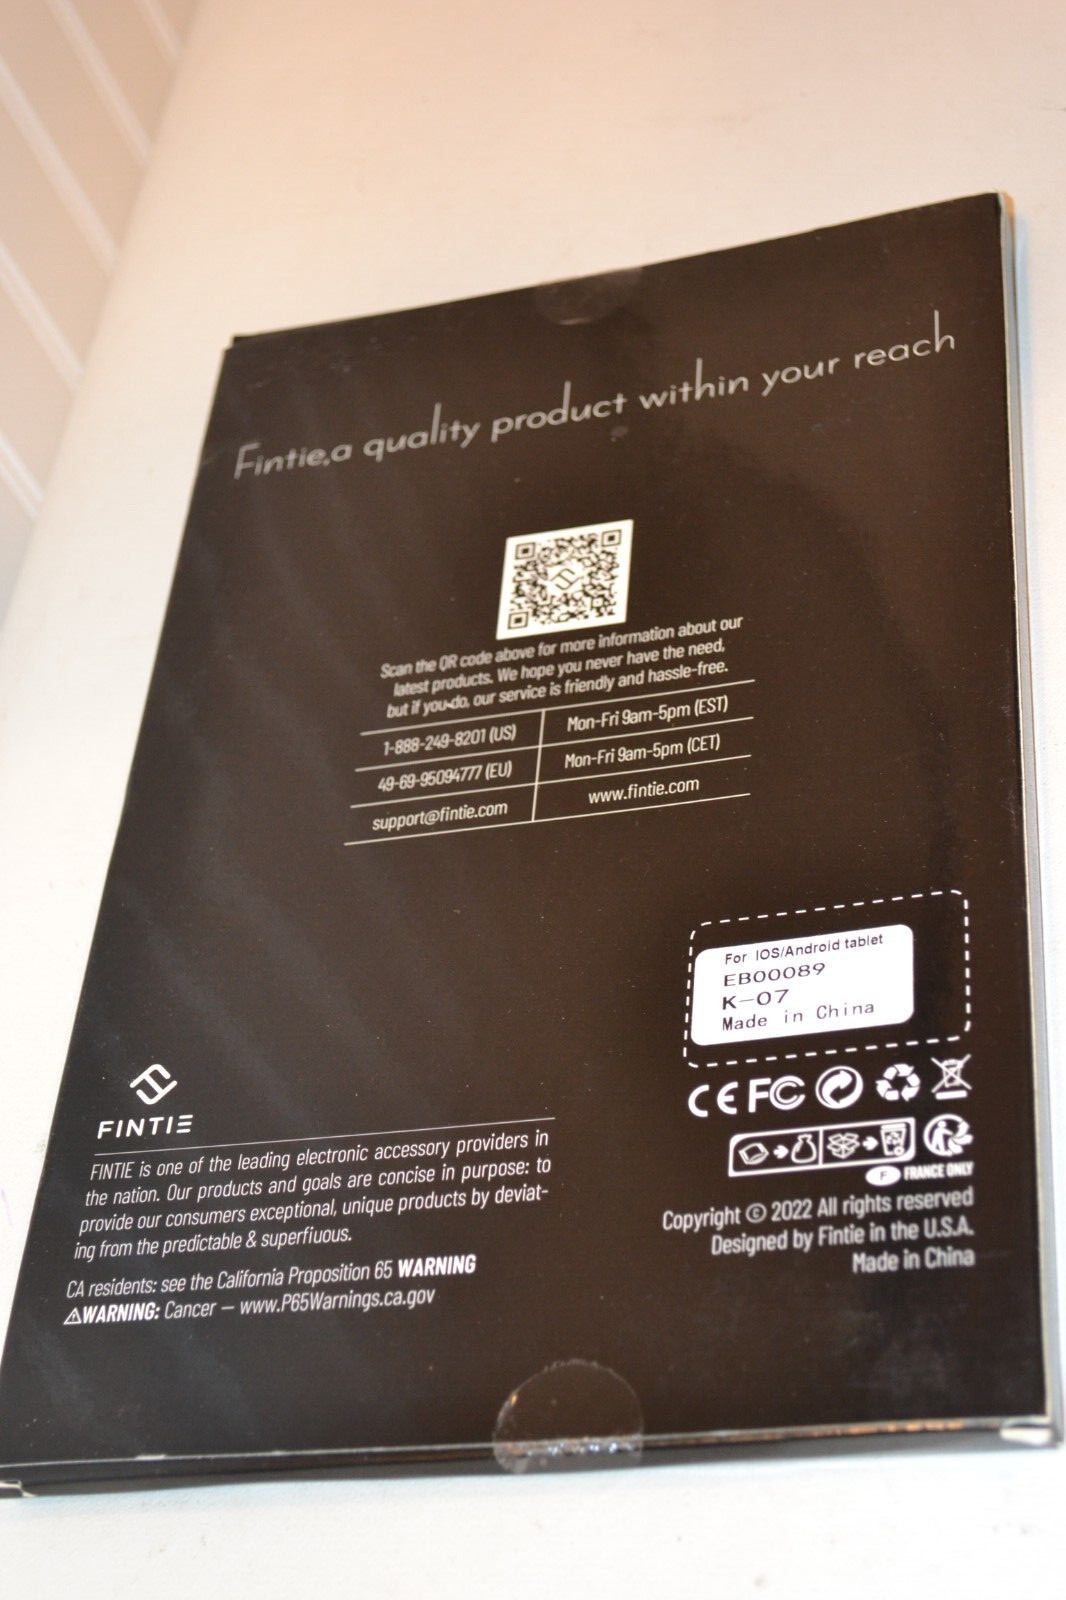 Fintie,a quality product within your reach
Scan the QR code above for more information about our
latest products. We hope you never have the need,
but if you do, our service is friendly and hassle-free.
1-888-249-8201 (US)
Mon-Fri 9am-5pm (EST)
49-69-95094777 (EU)
Mon-Fri 9am-5pm (CET)
support@fintie.com
www.fintie.com
For IOS/Android tablet
EB00089
K-07
Made in China
CE FC
F FRANCE ONLY
Copyright © 2022 All rights reserved
Designed by Fintie in the U.S.A.
Made in China
FINTIE
FINTIE is one of the leading electronic accessory providers in
the nation. Our products and goals are concise in purpose: to
provide our consumers exceptional, unique products by deviat-
ing from the predictable & superfiuous.
CA residents: see the California Proposition 65 WARNING
⚠WARNING: Cancer — www.P65Warnings.ca.gov